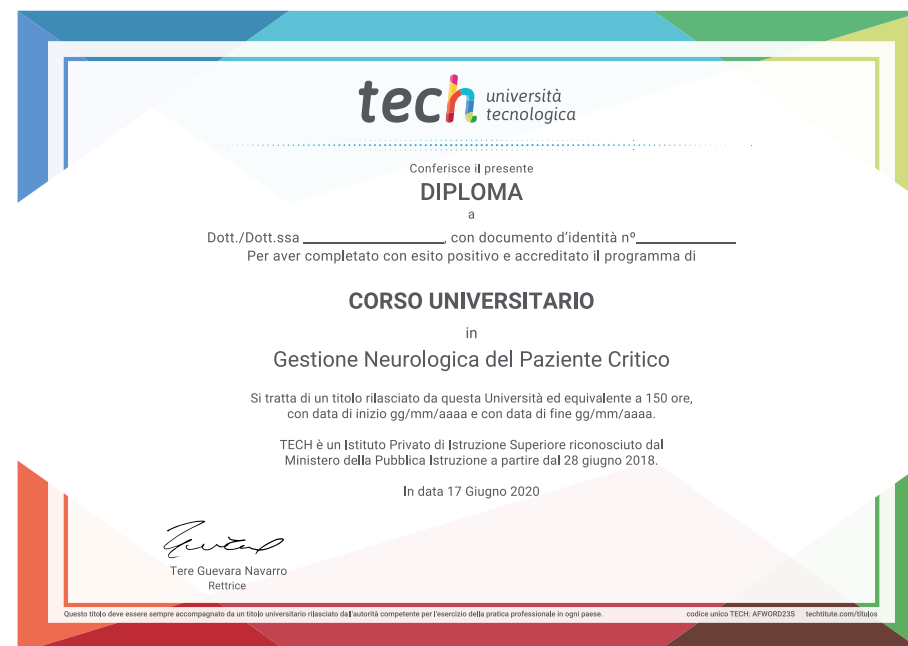 tech università
tecnologica
Conferisce il presente
DIPLOMA
a
Dott./Dott.ssa ____________________, con documento d'identità nº______________
Per aver completato con esito positivo e accreditato il programma di
CORSO UNIVERSITARIO
in
Gestione Neurologica del Paziente Critico
Si tratta di un titolo rilasciato da questa Università ed equivalente a 150 ore,
con data di inizio gg/mm/aaaa e con data di fine gg/mm/aaaa.
TECH è un Istituto Privato di Istruzione Superiore riconosciuto dal
Ministero della Pubblica Istruzione a partire dal 28 giugno 2018.
In data 17 Giugno 2020
Tere Guevara Navarro
Rettrice
Questo titolo deve essere sempre accompagnato da un titolo universitario rilasciato dall'autorità competente per l'esercizio della pratica professionale in ogni paese.
codice unico TECH: AFWORD23S techtitute.com/titulos